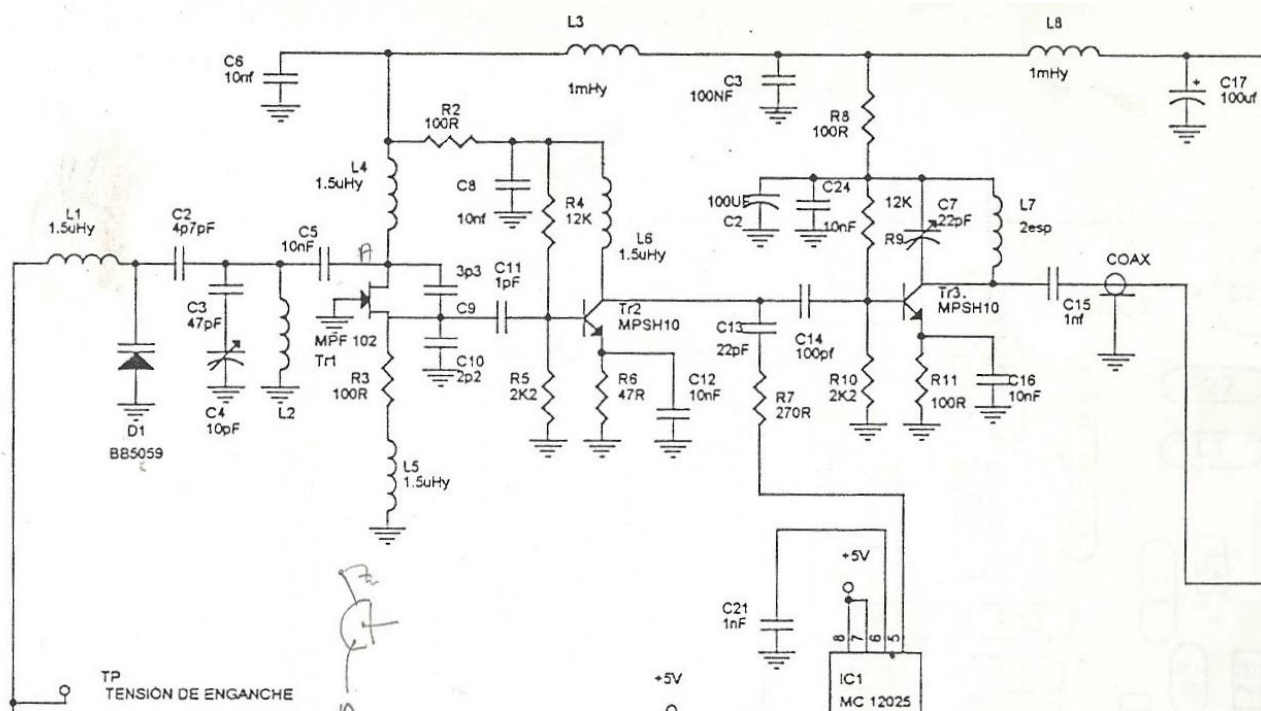 L3
1mHy
L8
1mHy
C6
10nf
C3
100NF
C17
+
100uf
R2
100R
R8
100R
L4
1.5uHy
C8
10nf
R4
12K
L6
1.5uHy
100UF
C2
C24
10nF
12K
R9
C7
22pF
L7
2esp
L1
1.5uHy
C2
4p7pF
C5
10nF
A
3p3
C9
C11
1pF
C3
47pF
C4
10pF
L2
MPF 102
Tr1
C10
2p2
R3
100R
L5
1.5uHy
Tr2
MPSH10
R5
2K2
R6
47R
C12
10nF
C13
22pF
C14
100pf
R7
270R
Tr3.
MPSH10
R10
2K2
R11
100R
C16
10nF
C15
1nf
COAX
D1
BB5059
+5V
C21
1nF
8
7
6
5
IC1
MC 12025
TP
TENSIÓN DE ENGANCHE
+5V